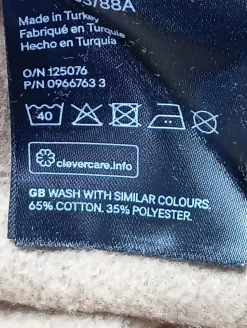 Made in Turkey
Fabriqué en Turquie
Hecho en Turquía
O/N 125076
P/N 0966763 3
40
clevercare.info
GB WASH WITH SIMILAR COLOURS.
65% COTTON. 35% POLYESTER.